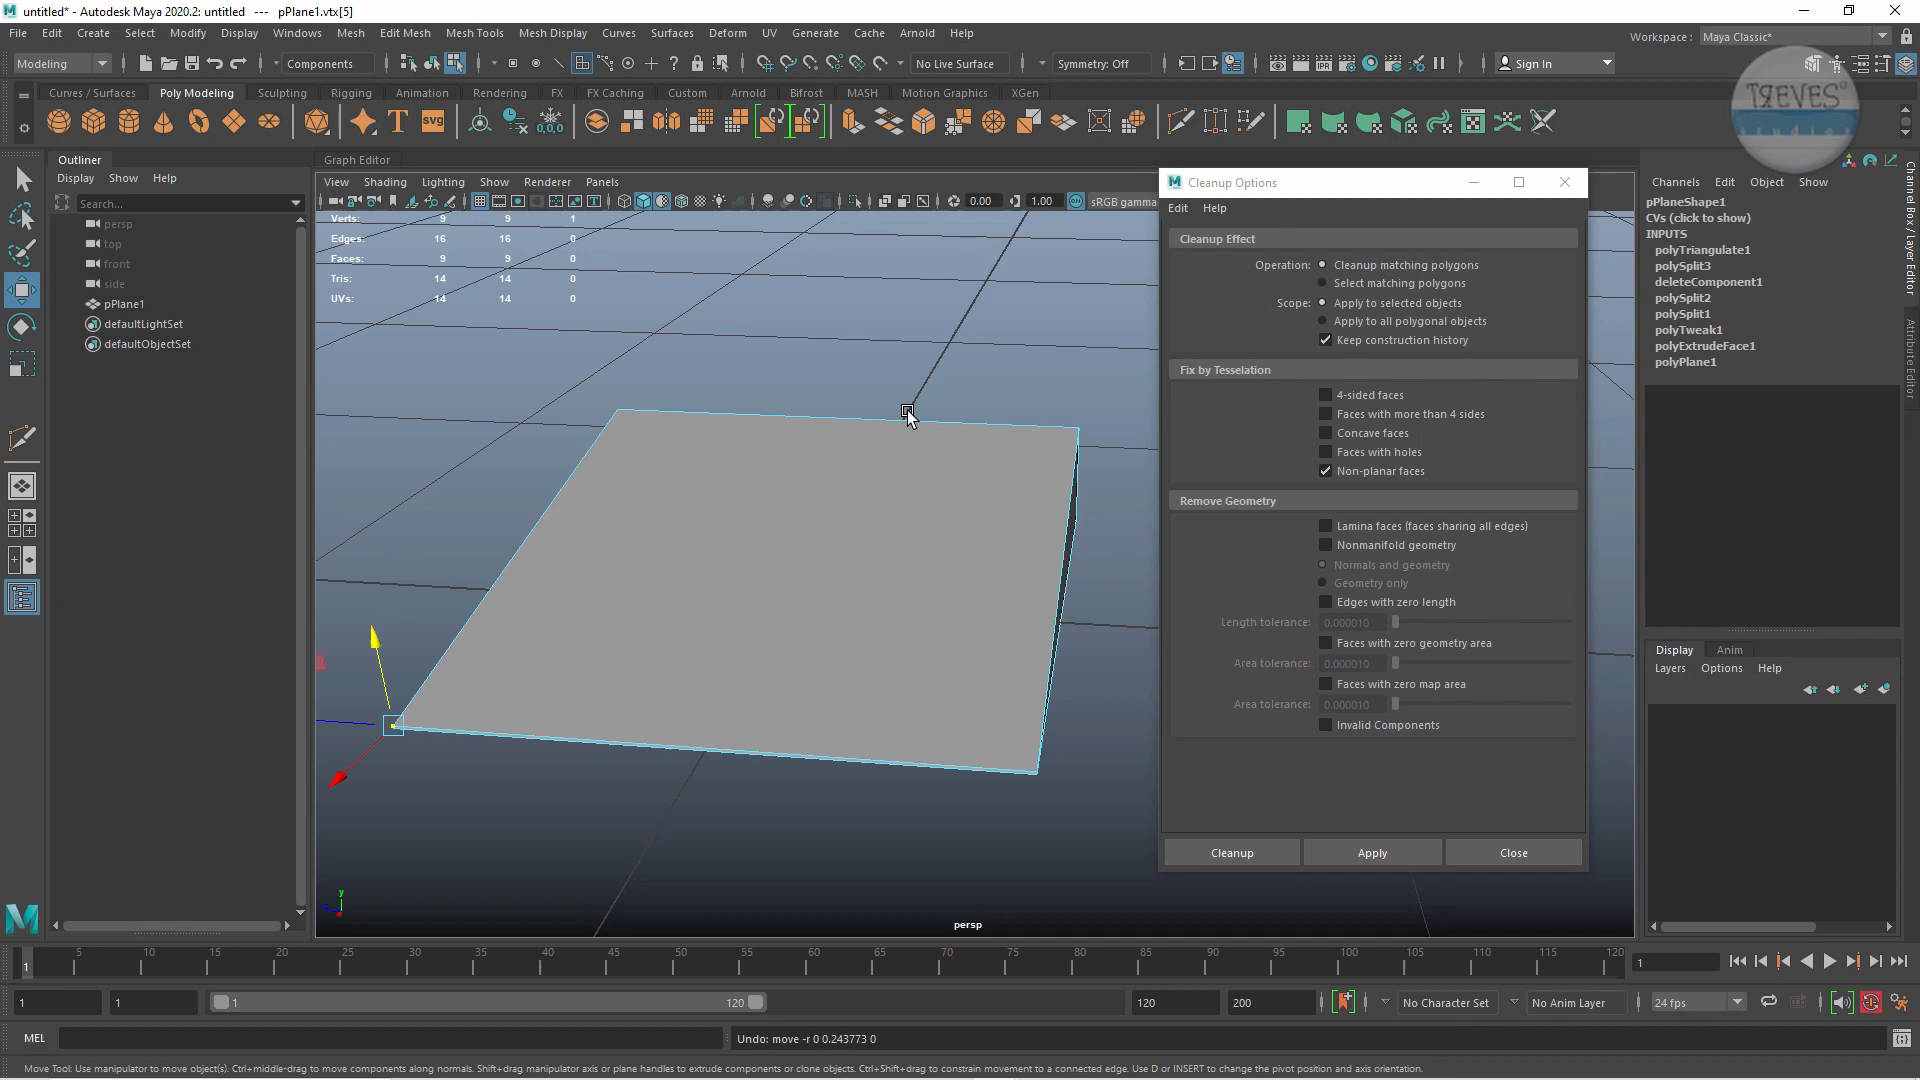 untitled* - Autodesk Maya 2020.2: untitled --- pPlane1.vtx[5]
File Edit Create Select Modify Display Windows Mesh Edit Mesh Mesh Tools Mesh Display Curves Surfaces Deform UV Generate Cache Arnold Help
Workspace : Maya Classic*
Modeling Components No Live Surface Symmetry: Off IPR Sign In
Curves / Surfaces Poly Modeling Sculpting Rigging Animation Rendering FX FX Caching Custom Arnold Bifrost MASH Motion Graphics XGen
T SVG 0,0,0
Outliner
Display Show Help
Search...
persp
top
front
side
pPlane1
defaultLightSet
defaultObjectSet
Graph Editor
View Shading Lighting Show Renderer Panels
0.00 1.00 ON sRGB gamma
Verts: 9 9 1
Edges: 16 16 0
Faces: 9 9 0
Tris: 14 14 0
UVs: 14 14 0
y
persp
Cleanup Options
Edit Help
Cleanup Effect
Operation: Cleanup matching polygons
Select matching polygons
Scope: Apply to selected objects
Apply to all polygonal objects
Keep construction history
Fix by Tesselation
4-sided faces
Faces with more than 4 sides
Concave faces
Faces with holes
Non-planar faces
Remove Geometry
Lamina faces (faces sharing all edges)
Nonmanifold geometry
Normals and geometry
Geometry only
Edges with zero length
Length tolerance: 0.000010
Faces with zero geometry area
Area tolerance: 0.000010
Faces with zero map area
Area tolerance: 0.000010
Invalid Components
Cleanup Apply Close
Channels Edit Object Show
pPlaneShape1
CVs (click to show)
INPUTS
polyTriangulate1
polySplit3
deleteComponent1
polySplit2
polySplit1
polyTweak1
polyExtrudeFace1
polyPlane1
Channel Box / Layer Editor
Attribute Editor
Display Anim
Layers Options Help
1 5 10 15 20 25 30 35 40 45 50 55 60 65 70 75 80 85 90 95 100 105 110 115 120
1
1 1 1 120 120 200 No Character Set No Anim Layer 24 fps
MEL Undo: move -r 0 0.243773 0
Move Tool: Use manipulator to move object(s). Ctrl+middle-drag to move components along normals. Shift+drag manipulator axis or plane handles to extrude components or clone objects. Ctrl+Shift+drag to constrain movement to a connected edge. Use D or INSERT to change the pivot position and axis orientation.